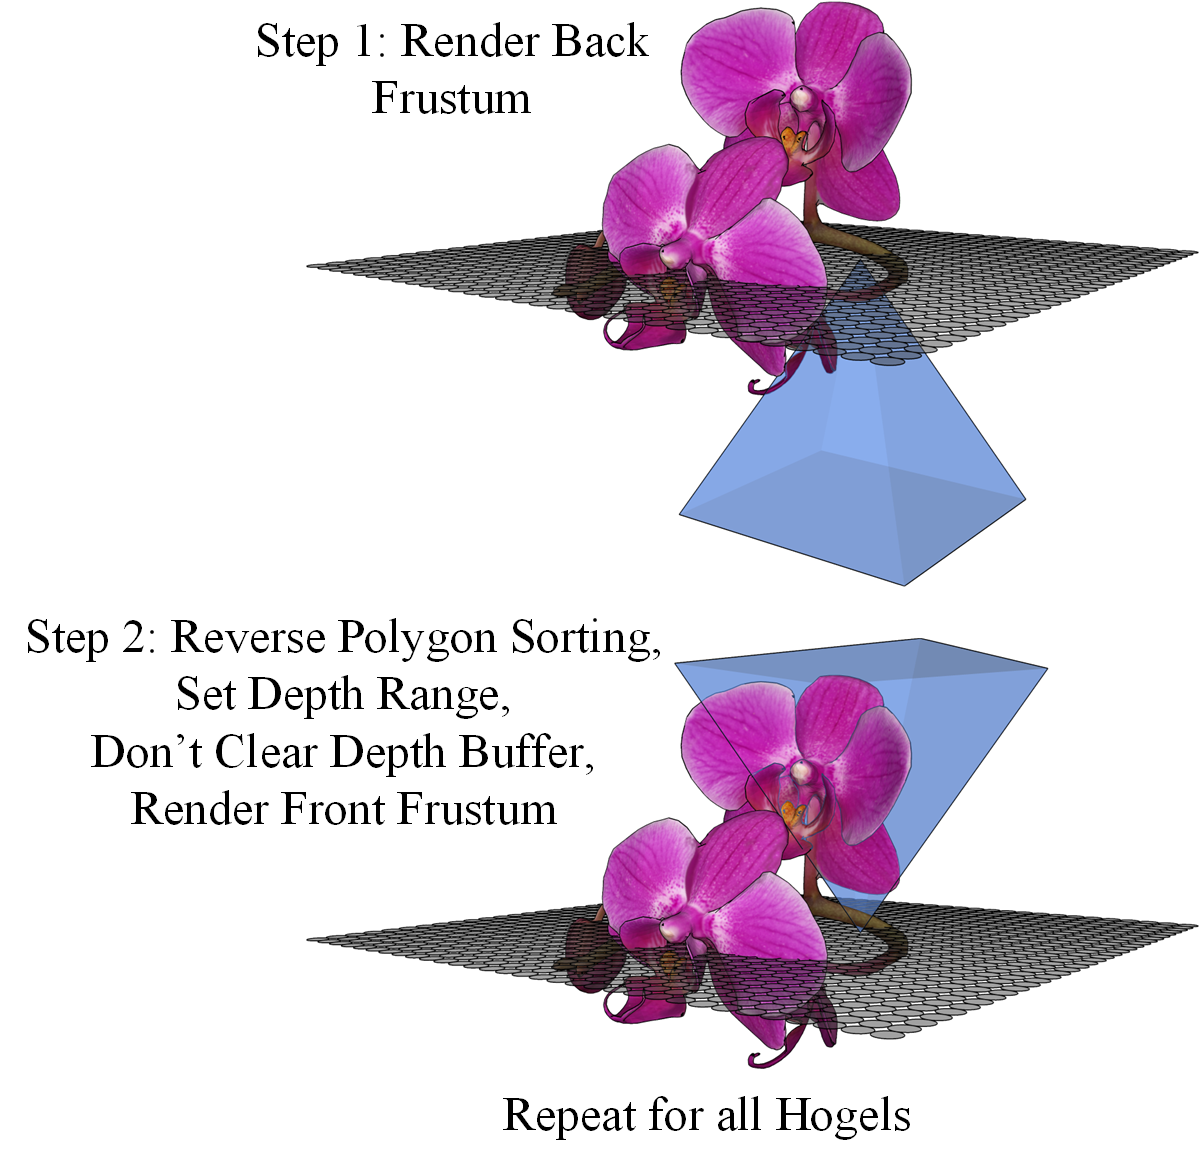 Step 1: Render Back
Frustum
Step 2: Reverse Polygon Sorting,
Set Depth Range,
Don’t Clear Depth Buffer,
Render Front Frustum
Repeat for all Hogels